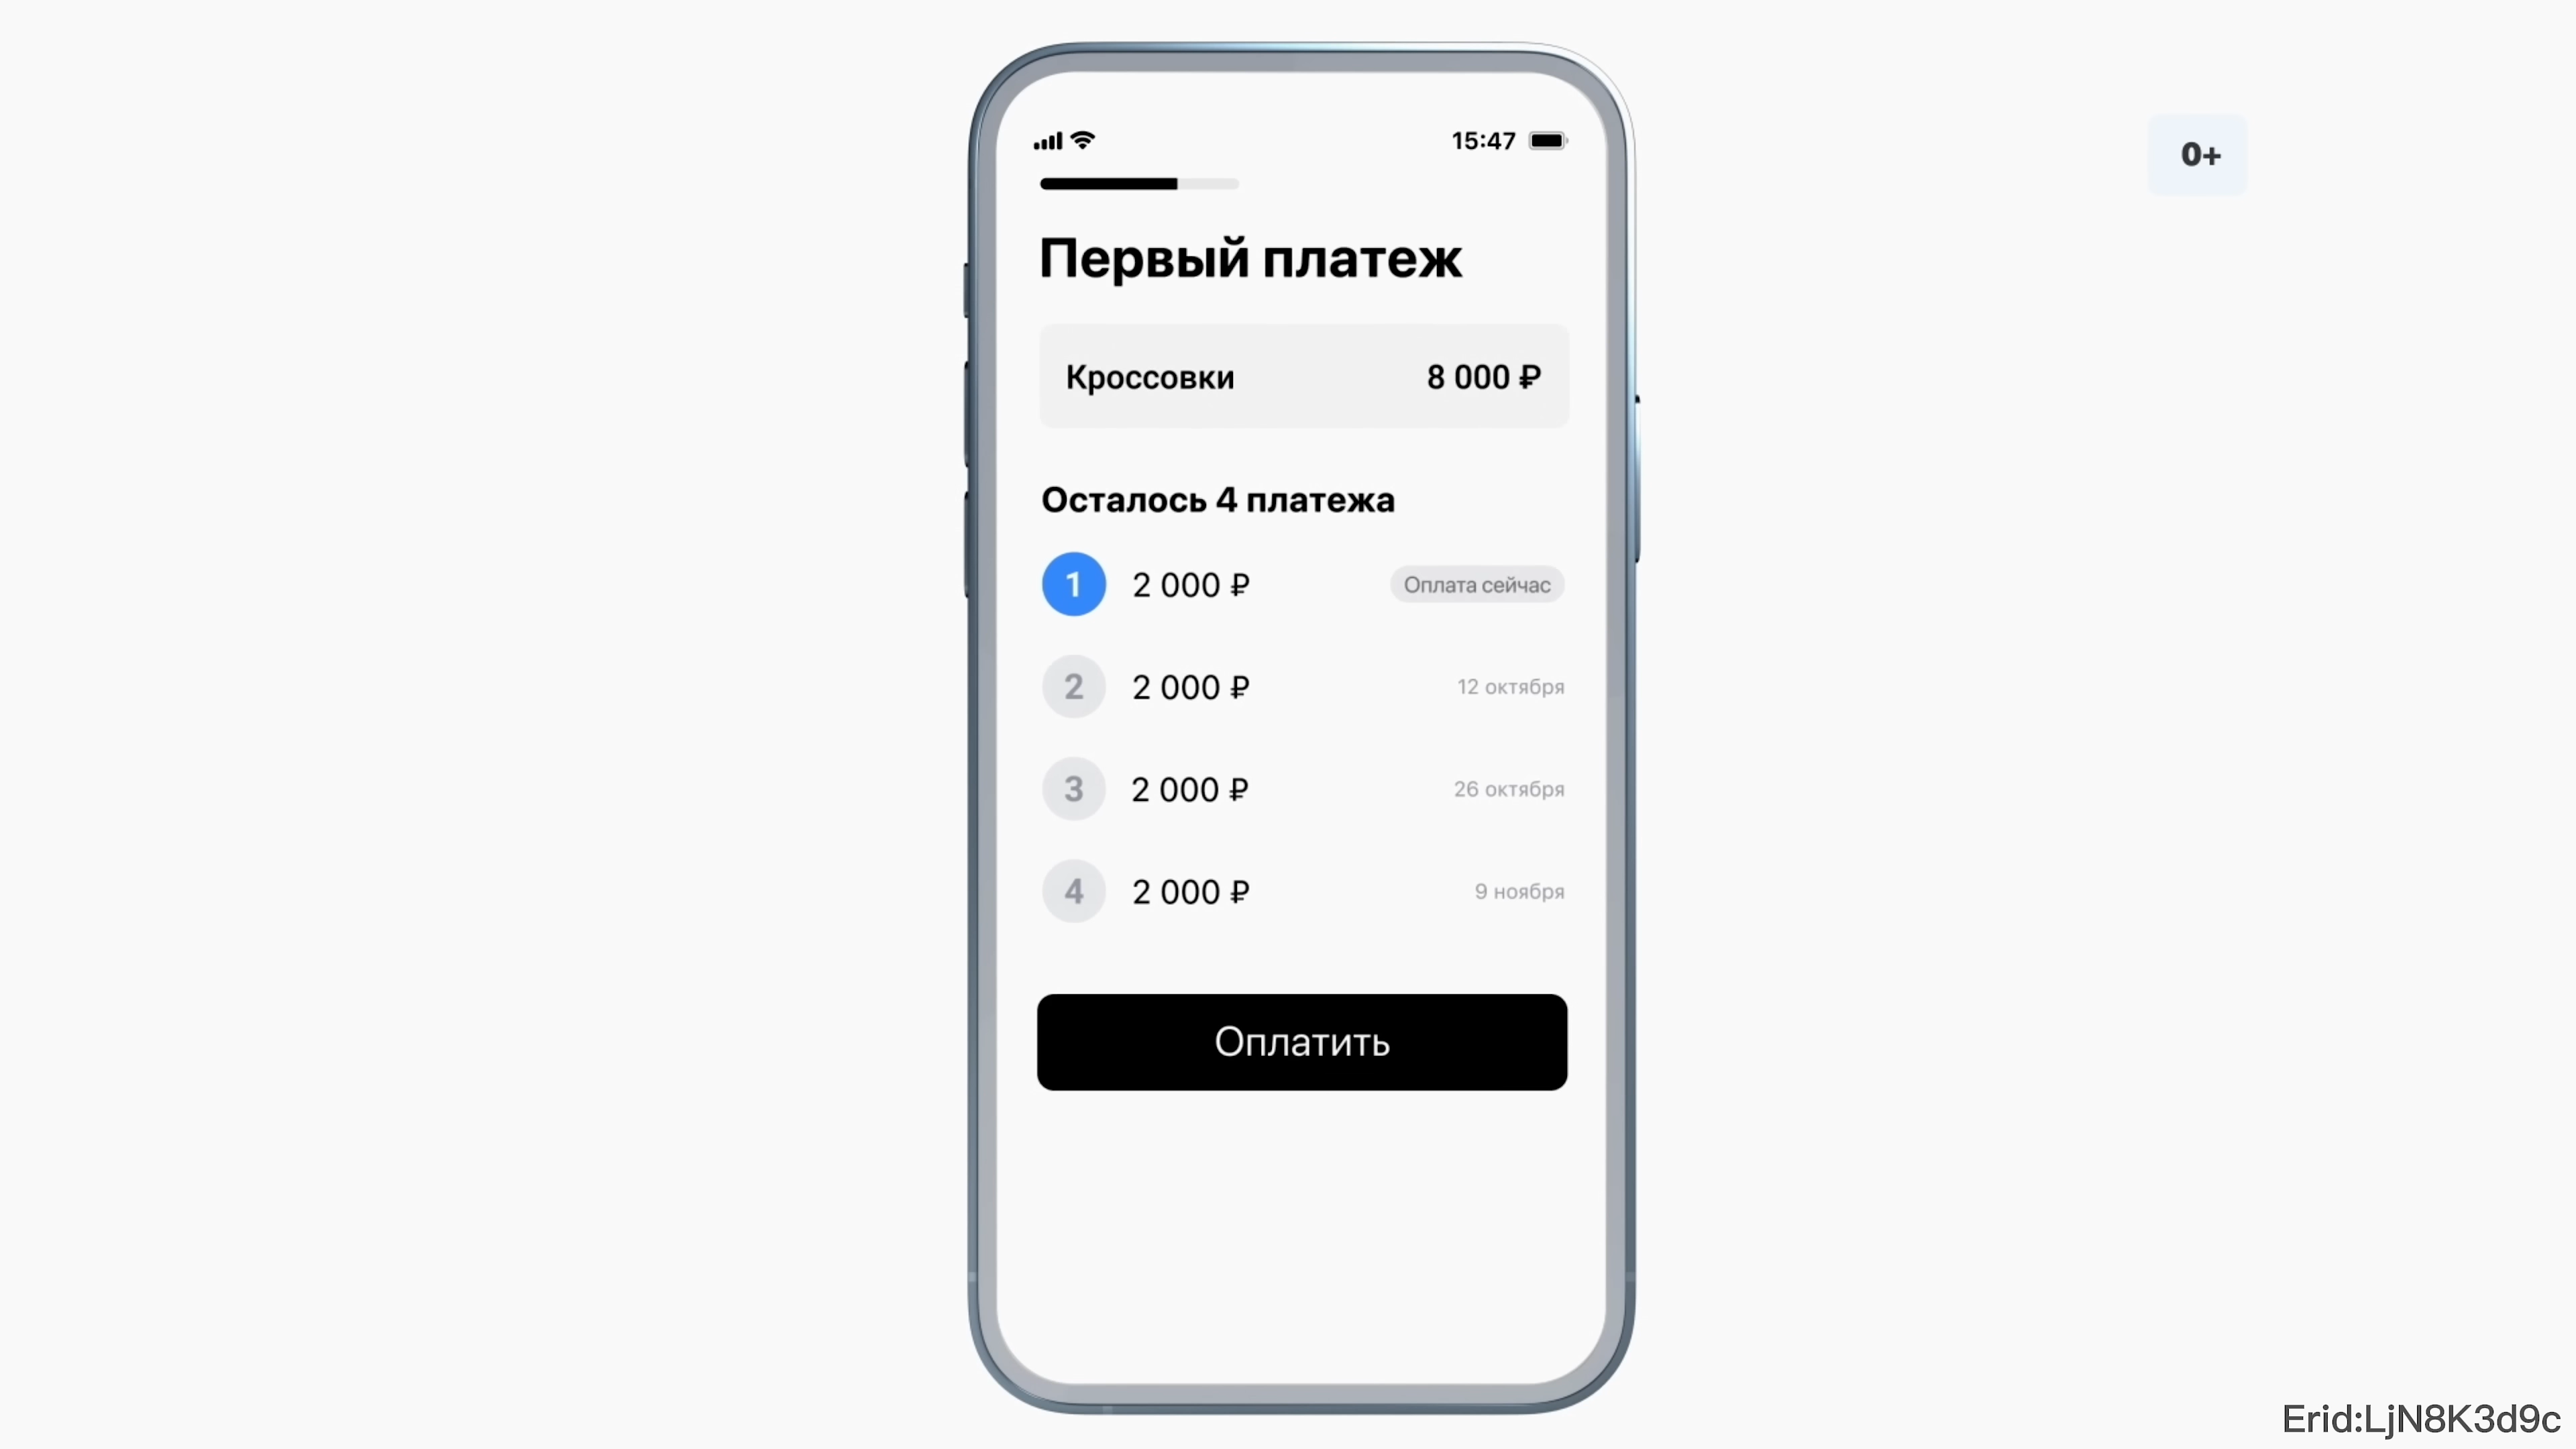 15:47
0+
Первый платеж
Кроссовки 8 000 ₽
Осталось 4 платежа
1 2 000 ₽ Оплата сейчас
2 2 000 ₽ 12 октября
3 2 000 ₽ 26 октября
4 2 000 ₽ 9 ноября
Оплатить
Erid:LjN8K3d9c